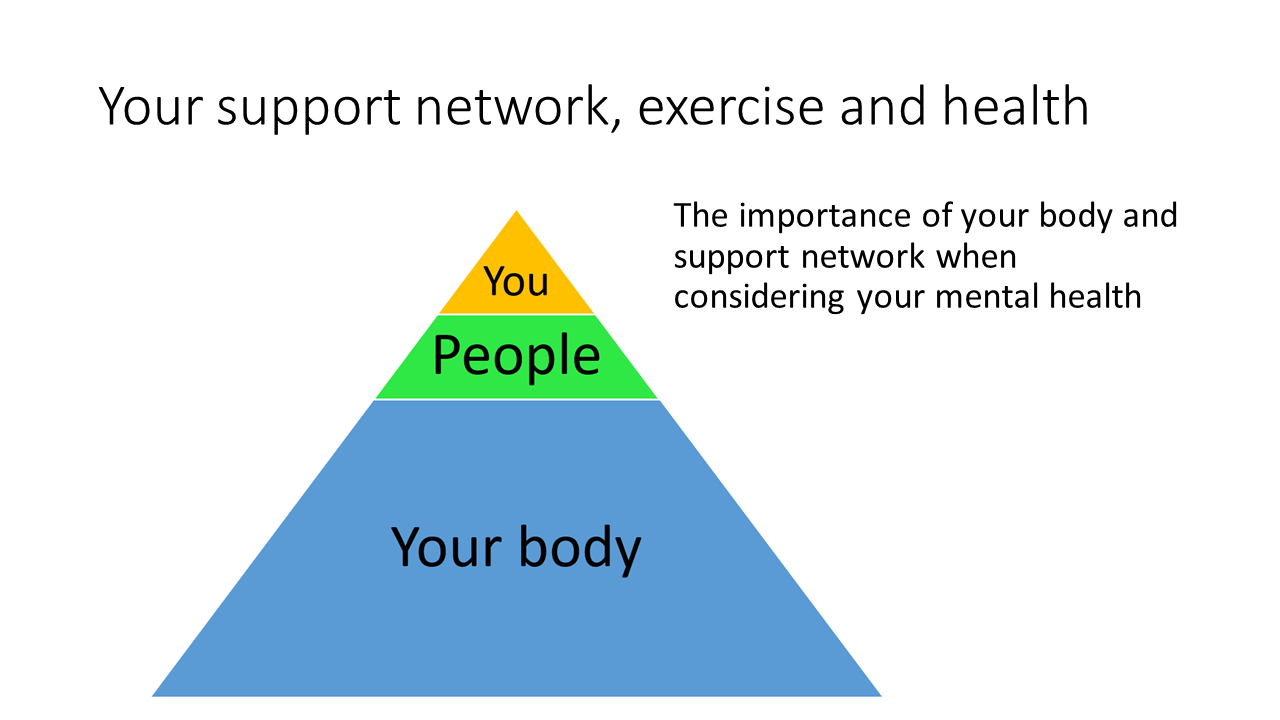 Your support network, exercise and health
The importance of your body and
support network when
considering your mental health
You
People
Your body